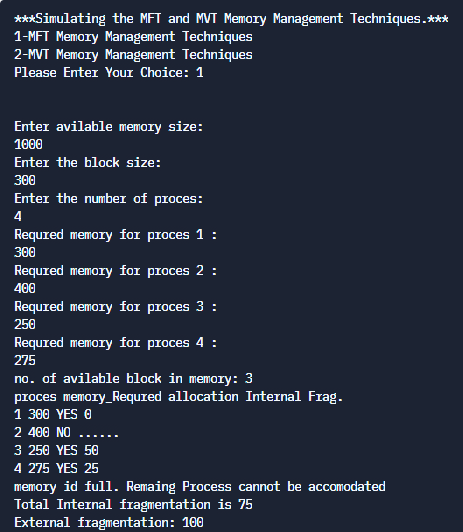 ***Simulating the MFT and MVT Memory Management Techniques.***
1-MFT Memory Management Techniques
2-MVT Memory Management Techniques
Please Enter Your Choice: 1
Enter avilable memory size:
1000
Enter the block size:
300
Enter the number of proces:
4
Requred memory for proces 1 :
300
Requred memory for proces 2 :
400
Requred memory for proces 3 :
250
Requred memory for proces 4 :
275
no. of avilable block in memory: 3
proces memory_Requred allocation Internal Frag.
1 300 YES 0
2 400 NO ......
3 250 YES 50
4 275 YES 25
memory id full. Remaing Process cannot be accomodated
Total Internal fragmentation is 75
External fragmentation: 100